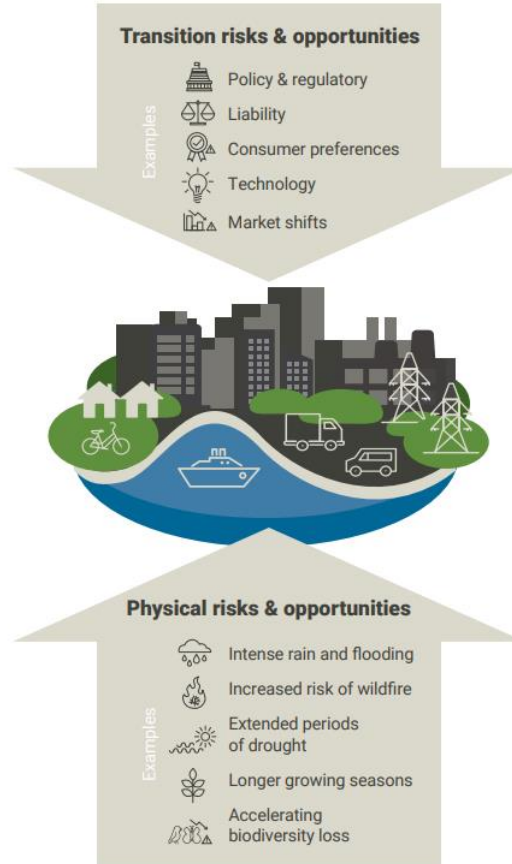 Transition risks & opportunities
Examples
Policy & regulatory
Liability
Consumer preferences
Technology
Market shifts
Physical risks & opportunities
Examples
Intense rain and flooding
Increased risk of wildfire
Extended periods
of drought
Longer growing seasons
Accelerating
biodiversity loss